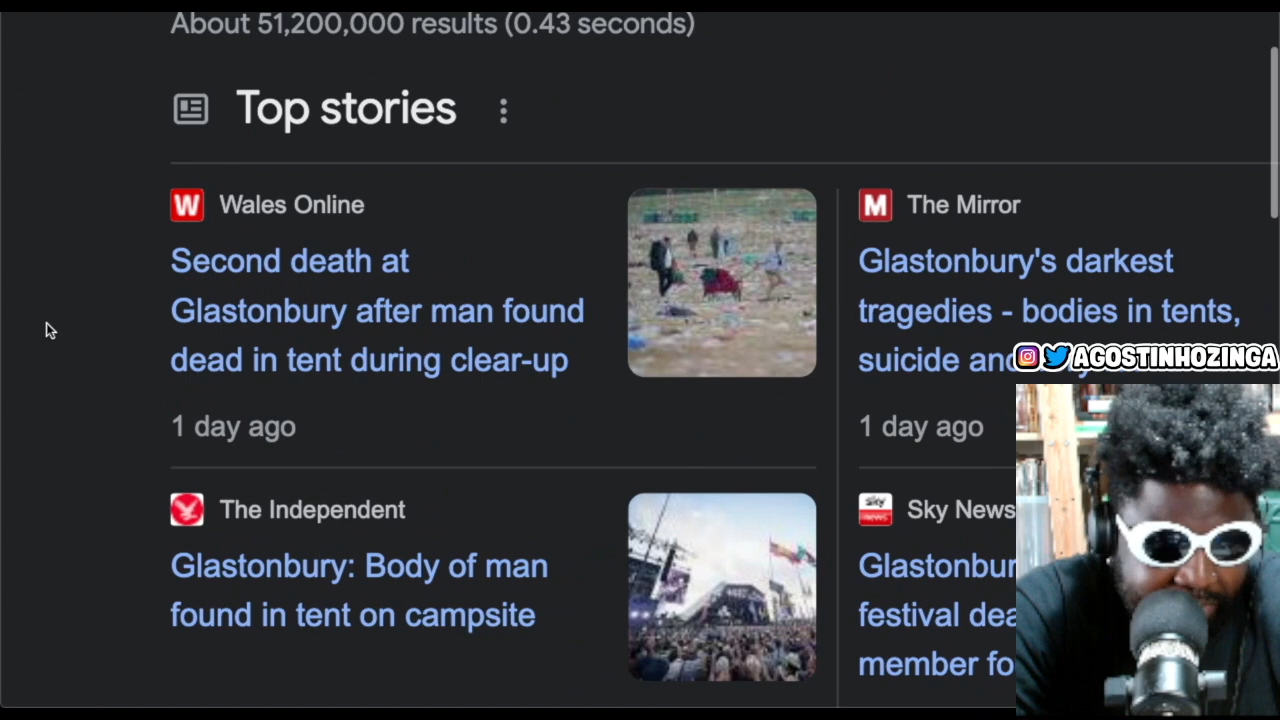 About 51,200,000 results (0.43 seconds)
Top stories
W Wales Online
Second death at
Glastonbury after man found
dead in tent during clear-up
1 day ago
M The Mirror
Glastonbury's darkest
tragedies - bodies in tents,
suicide and
1 day ago
AGOSTINHOZINGA
The Independent
Glastonbury: Body of man
found in tent on campsite
sky news Sky News
Glastonbur
festival dea
member fo